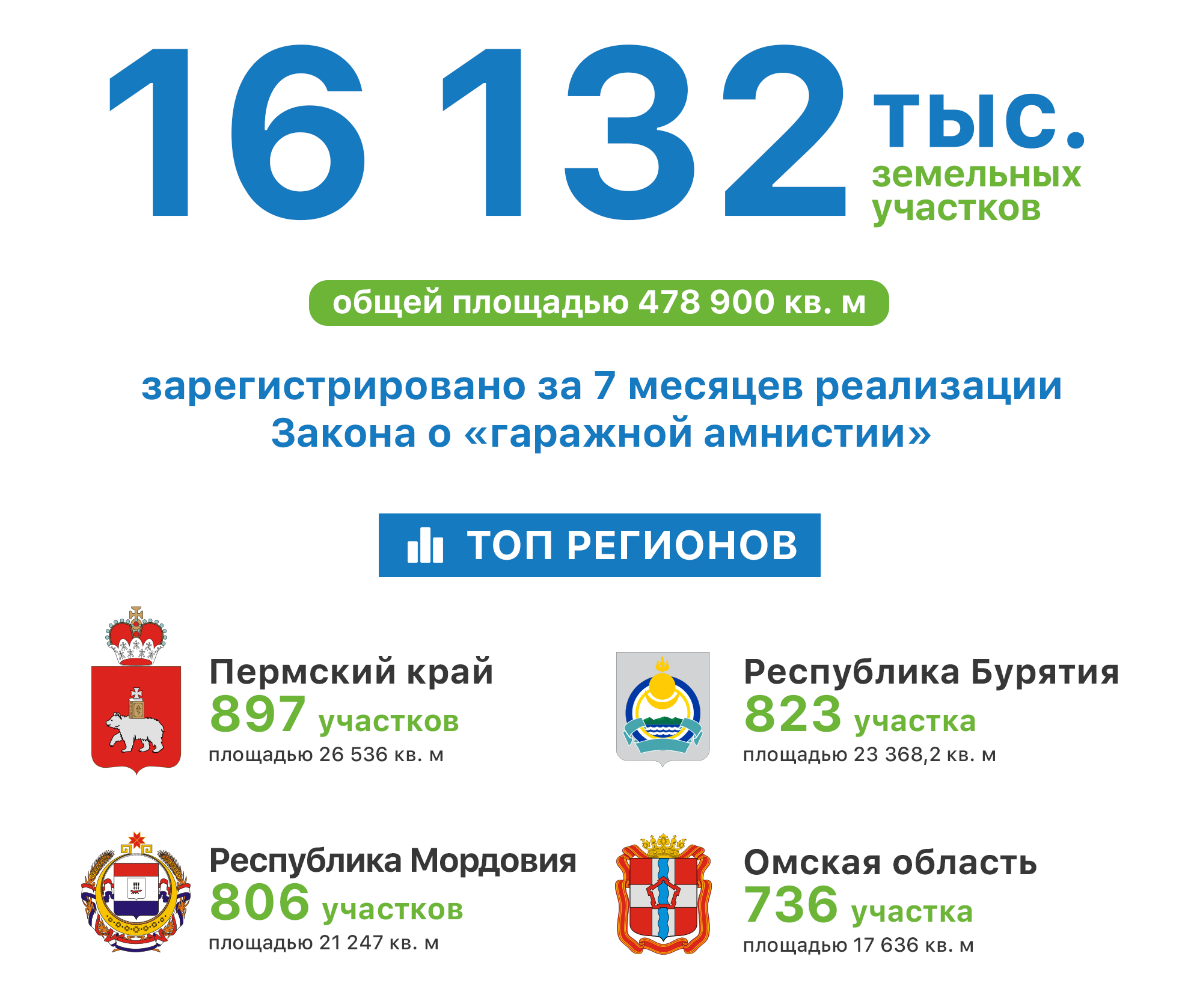 16 132 тыс.
земельных
участков
общей площадью 478 900 кв. м
зарегистрировано за 7 месяцев реализации
Закона о «гаражной амнистии»
ТОП РЕГИОНОВ
Пермский край
897 участков
площадью 26 536 кв. м
Республика Бурятия
823 участка
площадью 23 368,2 кв. м
Республика Мордовия
806 участков
площадью 21 247 кв. м
Омская область
736 участка
площадью 17 636 кв. м